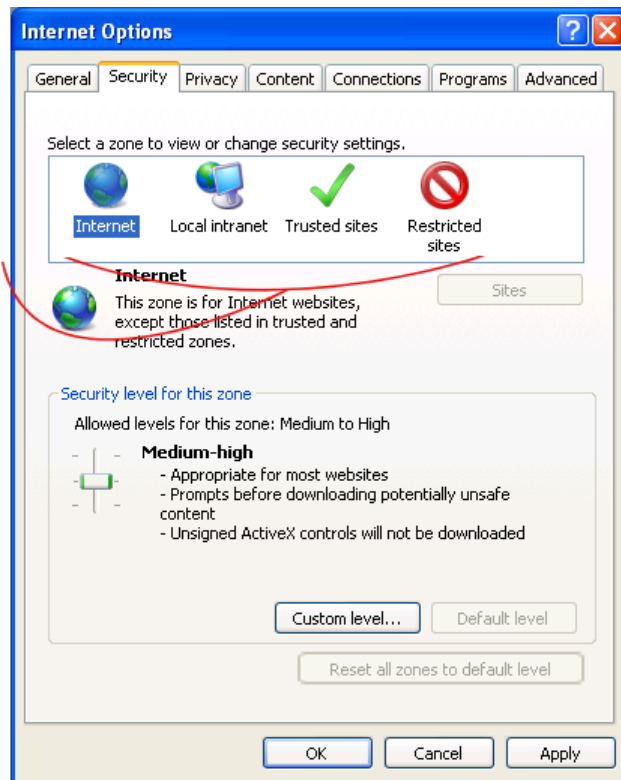 Internet Options
General Security Privacy Content Connections Programs Advanced
Select a zone to view or change security settings.
Internet Local intranet Trusted sites Restricted
sites
Internet
Sites
This zone is for Internet websites,
except those listed in trusted and
restricted zones.
Security level for this zone
Allowed levels for this zone: Medium to High
Medium-high
- Appropriate for most websites
- Prompts before downloading potentially unsafe
content
- Unsigned ActiveX controls will not be downloaded
Custom level... Default level
Reset all zones to default level
OK Cancel Apply